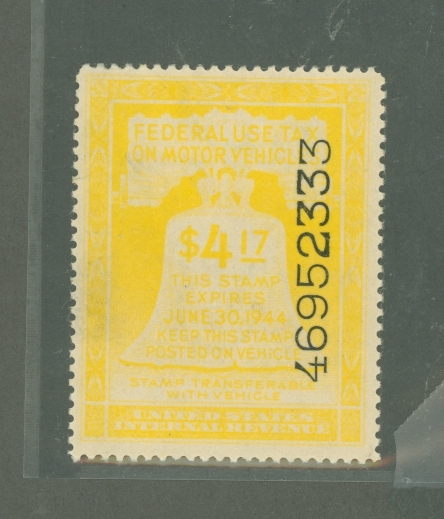 FEDERAL USE TAX
ON MOTOR VEHICLES
$4.17
THIS STAMP
EXPIRES
JUNE 30, 1944
KEEP THIS STAMP
POSTED ON VEHICLE
STAMP TRANSFERABLE
WITH VEHICLE
UNITED STATES
INTERNAL REVENUE
46952333